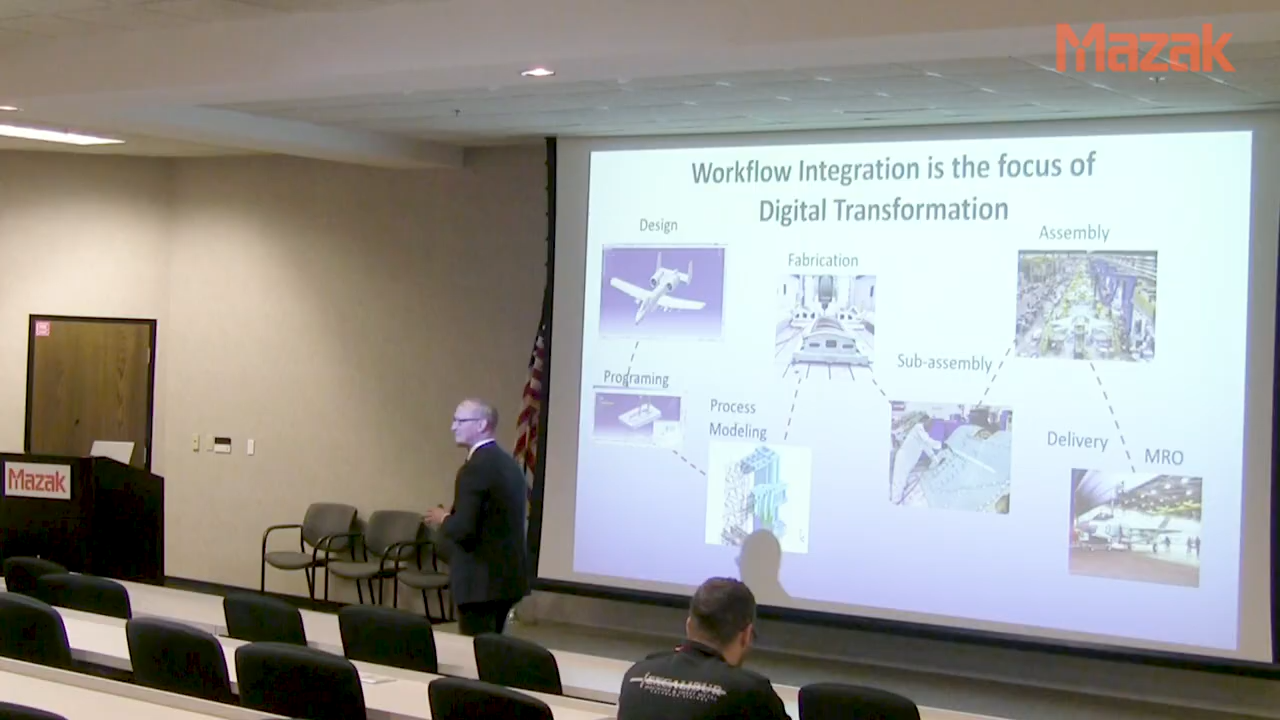 Mazak
Workflow Integration is the focus of
Digital Transformation
Design
Assembly
Fabrication
Sub-assembly
Programing
Process
Modeling
Delivery
MRO
Mazak
EXCALIBUR